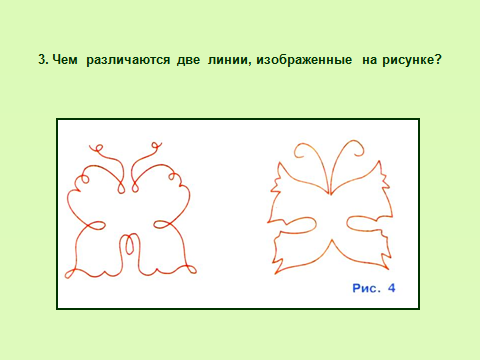 3. Чем различаются две линии, изображенные на рисунке?
Рис. 4